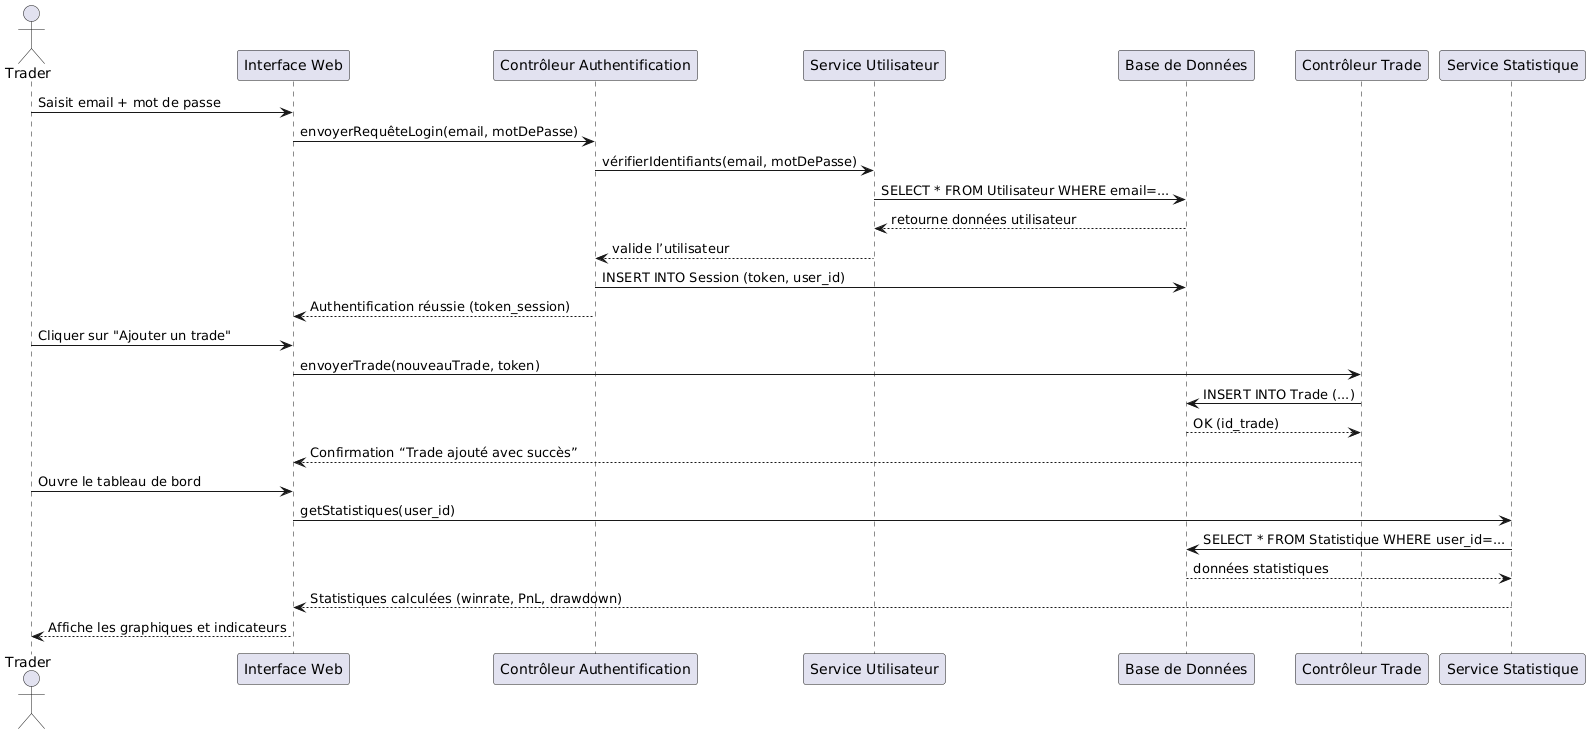 Trader
Interface Web
Contrôleur Authentification
Service Utilisateur
Base de Données
Contrôleur Trade
Service Statistique
Saisit email + mot de passe
envoyerRequêteLogin(email, motDePasse)
vérifierIdentifiants(email, motDePasse)
SELECT * FROM Utilisateur WHERE email=...
retourne données utilisateur
valide l’utilisateur
INSERT INTO Session (token, user_id)
Authentification réussie (token_session)
Cliquer sur "Ajouter un trade"
envoyerTrade(nouveauTrade, token)
INSERT INTO Trade (...)
OK (id_trade)
Confirmation “Trade ajouté avec succès”
Ouvre le tableau de bord
getStatistiques(user_id)
SELECT * FROM Statistique WHERE user_id=...
données statistiques
Statistiques calculées (winrate, PnL, drawdown)
Affiche les graphiques et indicateurs
Trader
Interface Web
Contrôleur Authentification
Service Utilisateur
Base de Données
Contrôleur Trade
Service Statistique